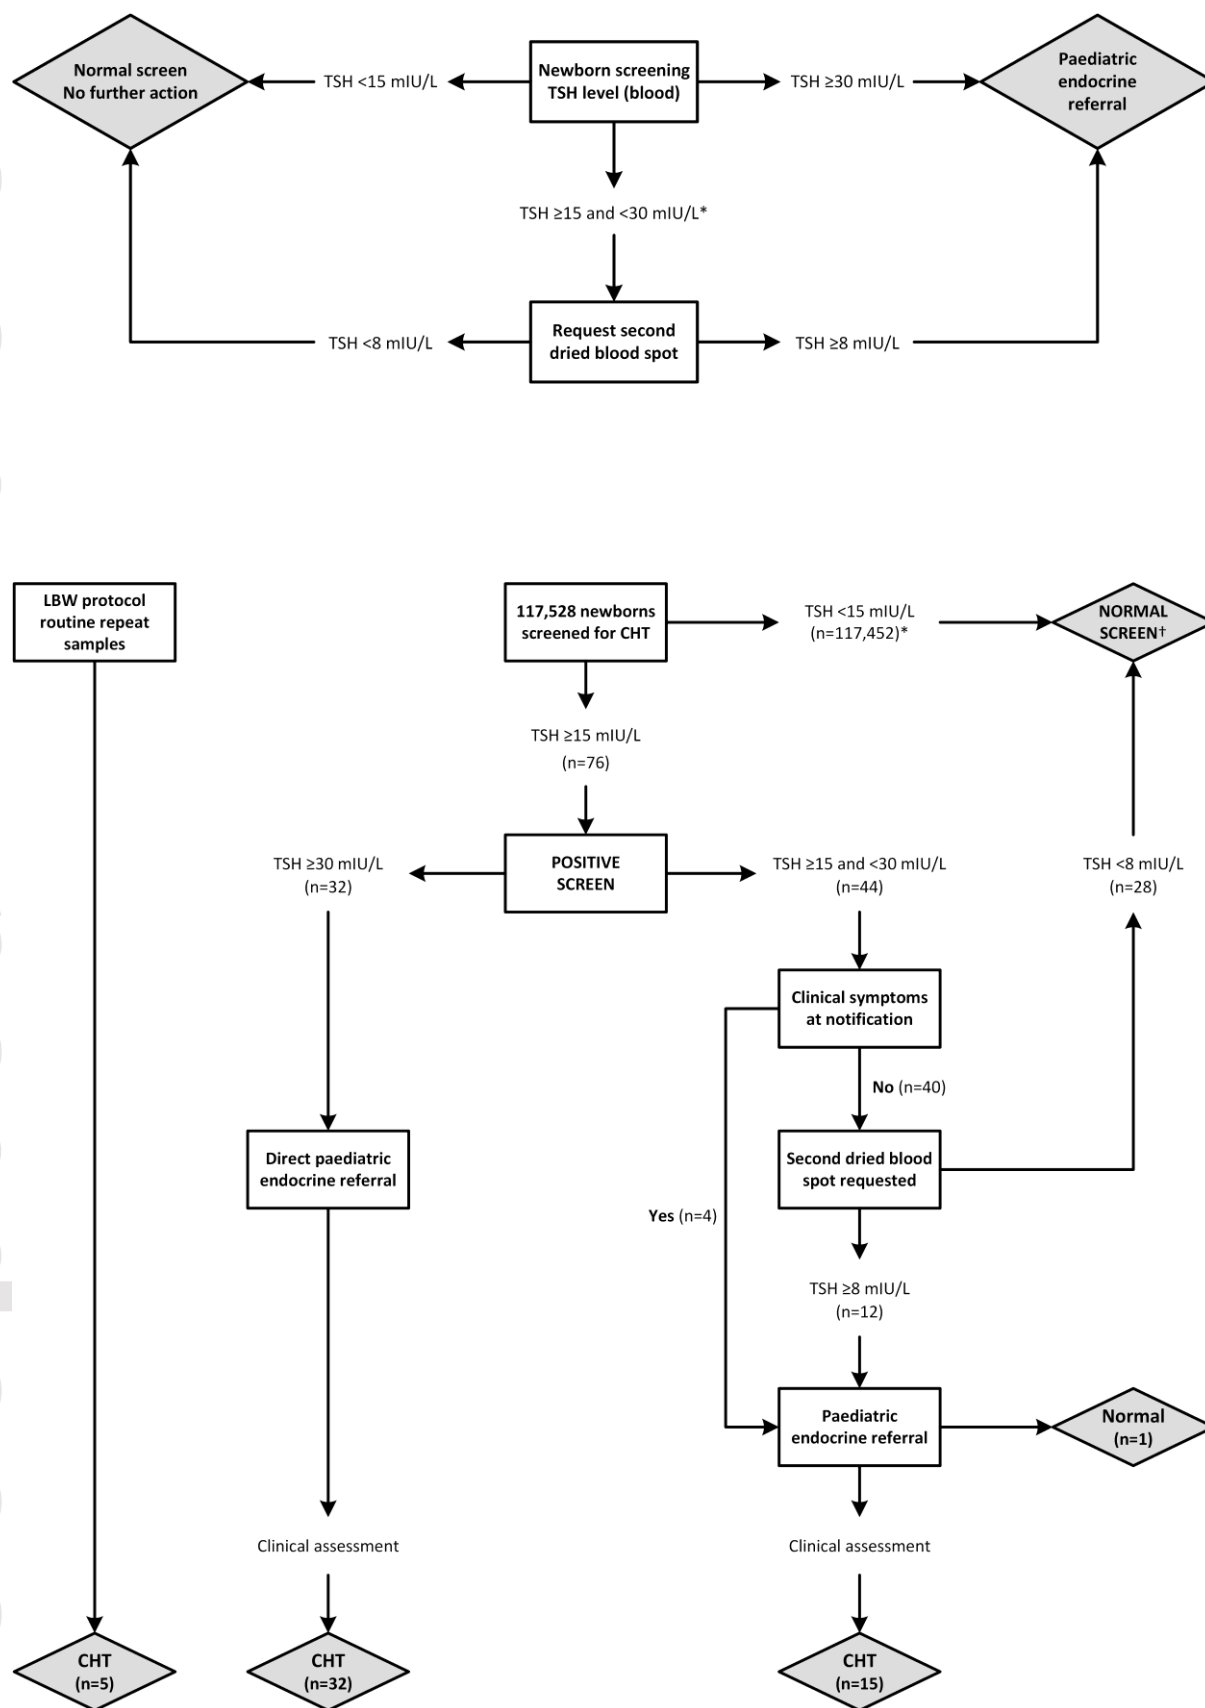 Normal screen
No further action
TSH <15 mIU/L
Newborn screening
TSH level (blood)
TSH ≥30 mIU/L
Paediatric
endocrine
referral
TSH ≥15 and <30 mIU/L*
TSH <8 mIU/L
Request second
dried blood spot
TSH ≥8 mIU/L
LBW protocol
routine repeat
samples
117,528 newborns
screened for CHT
TSH <15 mIU/L
(n=117,452)*
NORMAL
SCREEN†
TSH ≥15 mIU/L
(n=76)
TSH ≥30 mIU/L
(n=32)
POSITIVE
SCREEN
TSH ≥15 and <30 mIU/L
(n=44)
TSH <8 mIU/L
(n=28)
Clinical symptoms
at notification
No (n=40)
Direct paediatric
endocrine referral
Second dried blood
spot requested
Yes (n=4)
TSH ≥8 mIU/L
(n=12)
Paediatric
endocrine referral
Normal
(n=1)
Clinical assessment
Clinical assessment
CHT
(n=5)
CHT
(n=32)
CHT
(n=15)